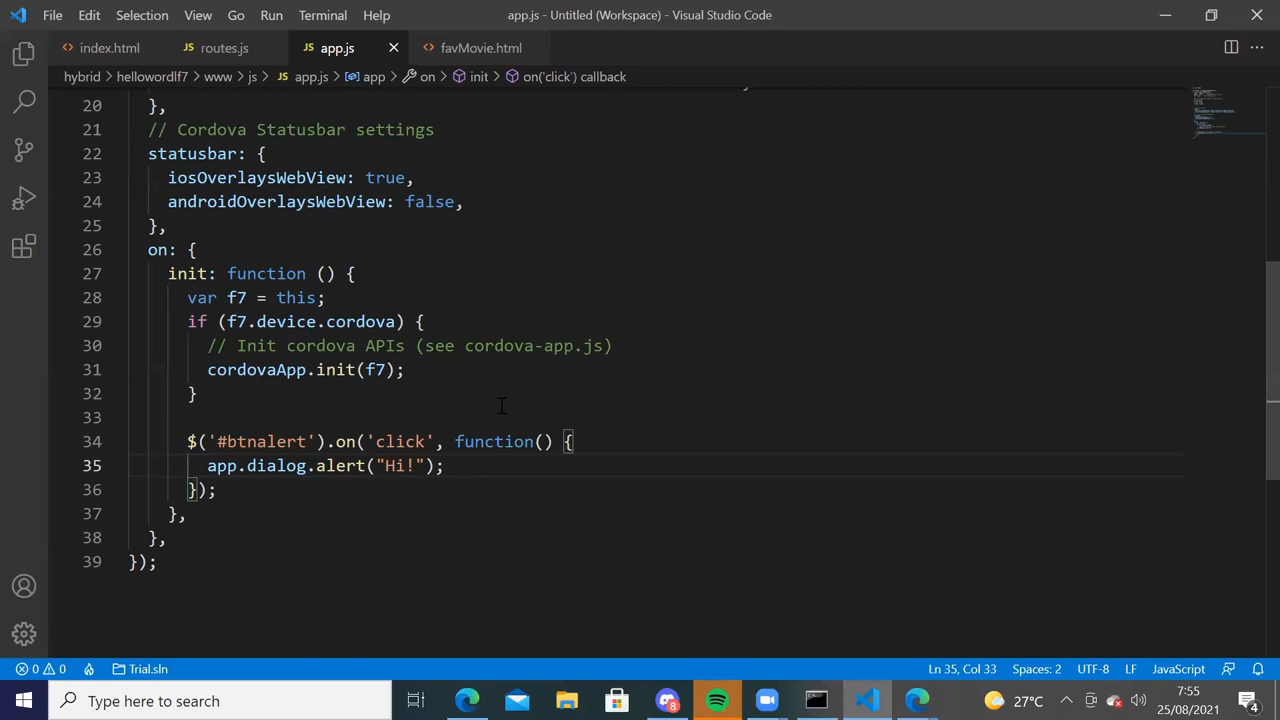 File Edit Selection View Go Run Terminal Help app.js - Untitled (Workspace) - Visual Studio Code
index.html JS routes.js JS app.js favMovie.html
hybrid > hellowordlf7 > www > js > JS app.js > app > on > init > on('click') callback
20 },
21 // Cordova Statusbar settings
22 statusbar: {
23 iosOverlaysWebView: true,
24 androidOverlaysWebView: false,
25 },
26 on: {
27 init: function () {
28 var f7 = this;
29 if (f7.device.cordova) {
30 // Init cordova APIs (see cordova-app.js)
31 cordovaApp.init(f7);
32 }
33
34 $('#btnalert').on('click', function() {
35 app.dialog.alert("Hi!");
36 });
37 },
38 },
39 });
0 0 Trial.sln Ln 35, Col 33 Spaces: 2 UTF-8 LF JavaScript
Type here to search 8 27°C 7:55
25/08/2021 4